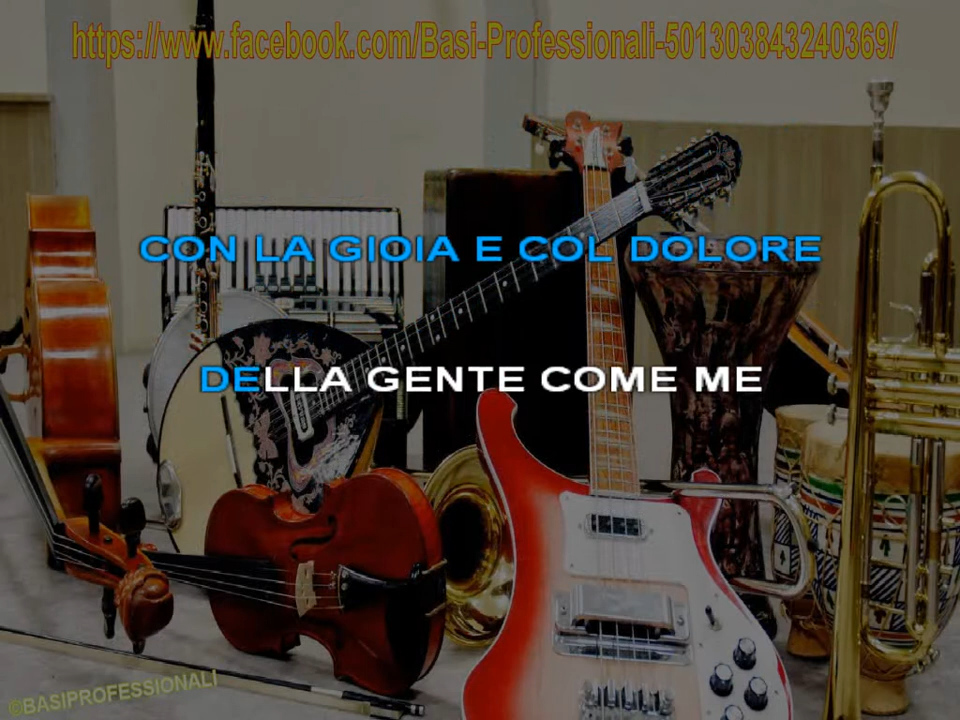 https://www.facebook.com/Basi-Professionali-501303843240369/
CON LA GIOIA E COL DOLORE
DELLA GENTE COME ME
©BASIPROFESSIONALI